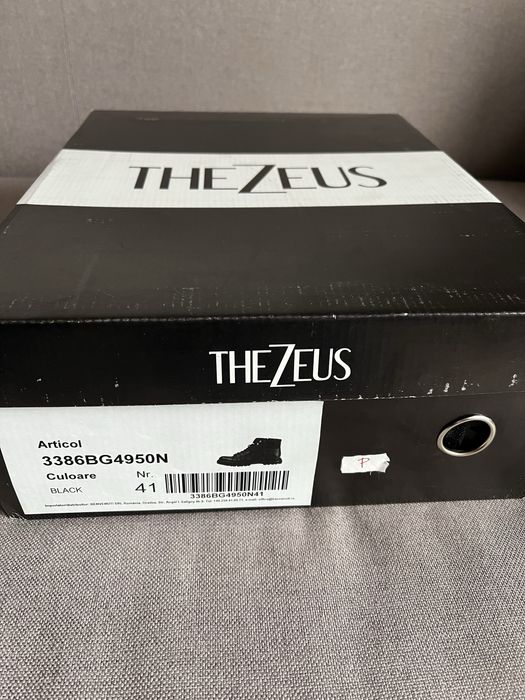 THEZEUS
THEZEUS
Articol
3386BG4950N
Culoare Nr.
BLACK 41
3386BG4950N41
P